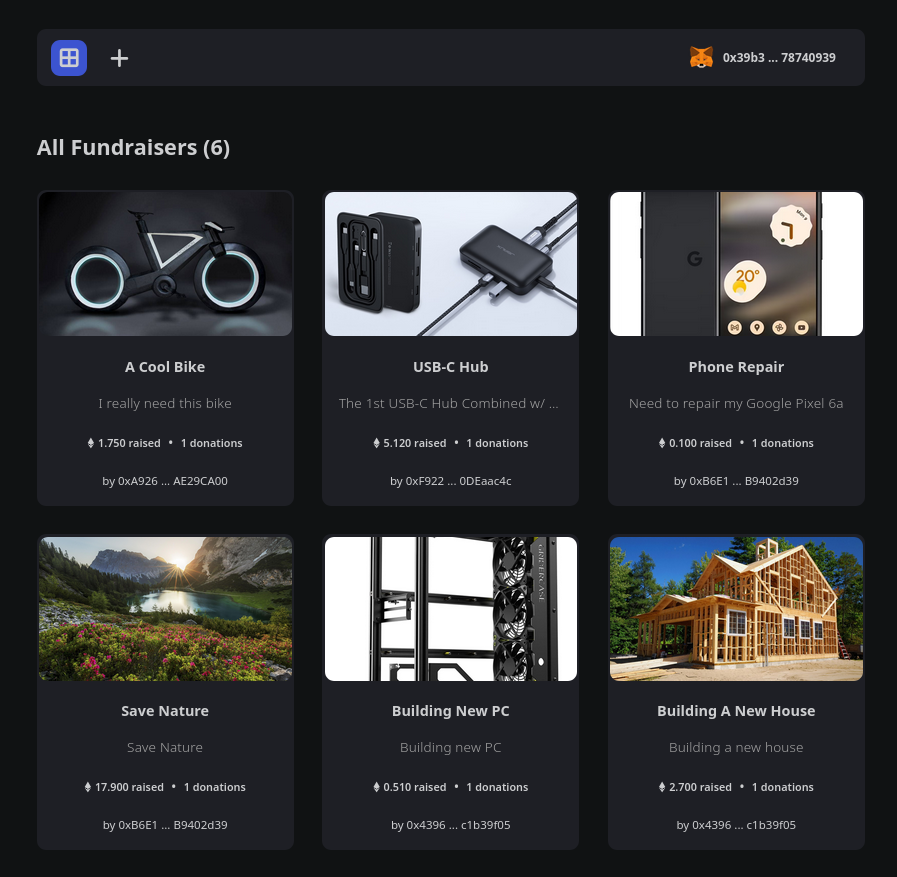 0x39b3 ... 78740939
All Fundraisers (6)
20°
A Cool Bike
USB-C Hub
Phone Repair
I really need this bike
The 1st USB-C Hub Combined w/ ...
Need to repair my Google Pixel 6a
1.750 raised • 1 donations
5.120 raised • 1 donations
0.100 raised • 1 donations
by 0xA926 ... AE29CA00
by 0xF922 ... 0DEaac4c
by 0xB6E1 ... B9402d39
Save Nature
Building New PC
Building A New House
Save Nature
Building new PC
Building a new house
17.900 raised • 1 donations
0.510 raised • 1 donations
2.700 raised • 1 donations
by 0xB6E1 ... B9402d39
by 0x4396 ... c1b39f05
by 0x4396 ... c1b39f05